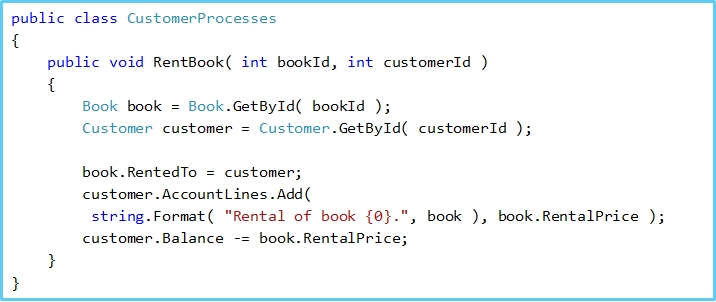 public class CustomerProcesses
{
    public void RentBook( int bookId, int customerId )
    {
        Book book = Book.GetById( bookId );
        Customer customer = Customer.GetById( customerId );

        book.RentedTo = customer;
        customer.AccountLines.Add(
         string.Format( "Rental of book {0}.", book ), book.RentalPrice );
        customer.Balance -= book.RentalPrice;
    }
}